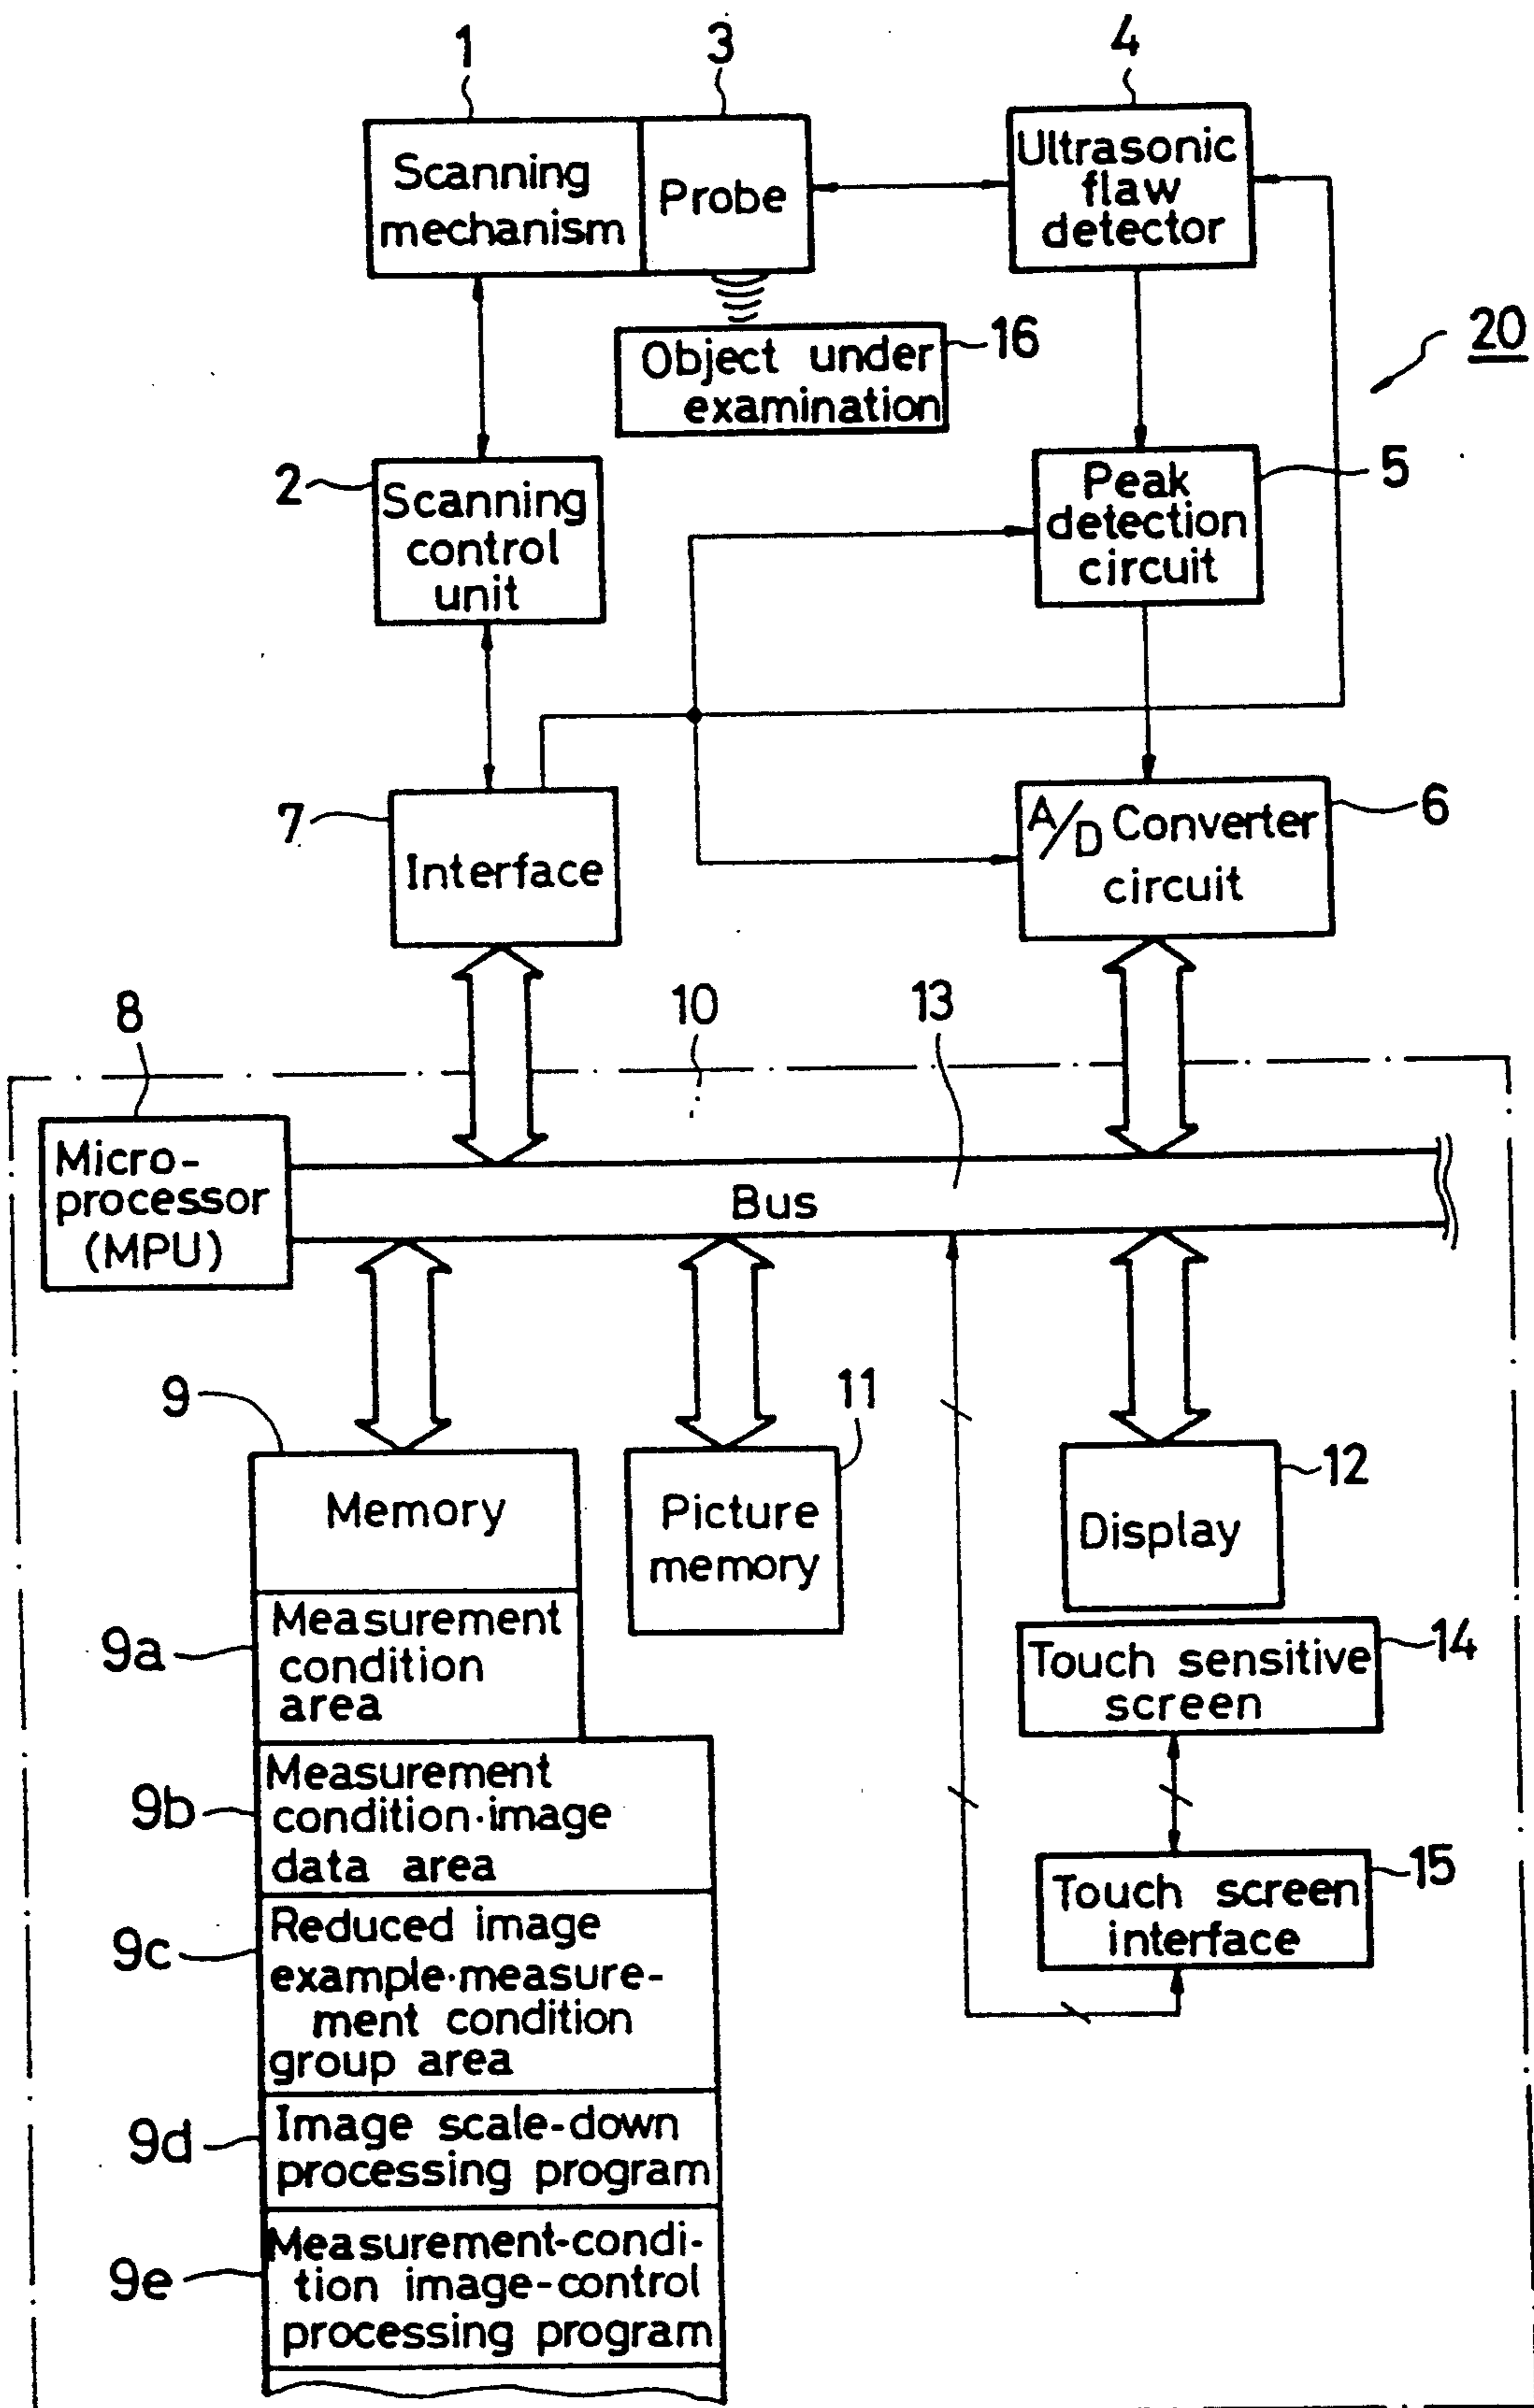 1
3
4
Scanning
mechanism
Probe
Ultrasonic
flaw
detector
Object under
examination
16
20
2
Scanning
control
unit
Peak
detection
circuit
5
7
Interface
A/D Converter
circuit
6
8
10
13
Micro-
processor
(MPU)
Bus
9
11
Memory
Picture
memory
12
Display
9a
Measurement
condition
area
Touch sensitive
screen
14
9b
Measurement
condition·image
data area
Touch screen
interface
15
9c
Reduced image
example·measure-
ment condition
group area
9d
Image scale-down
processing program
9e
Measurement-condi-
tion image-control
processing program